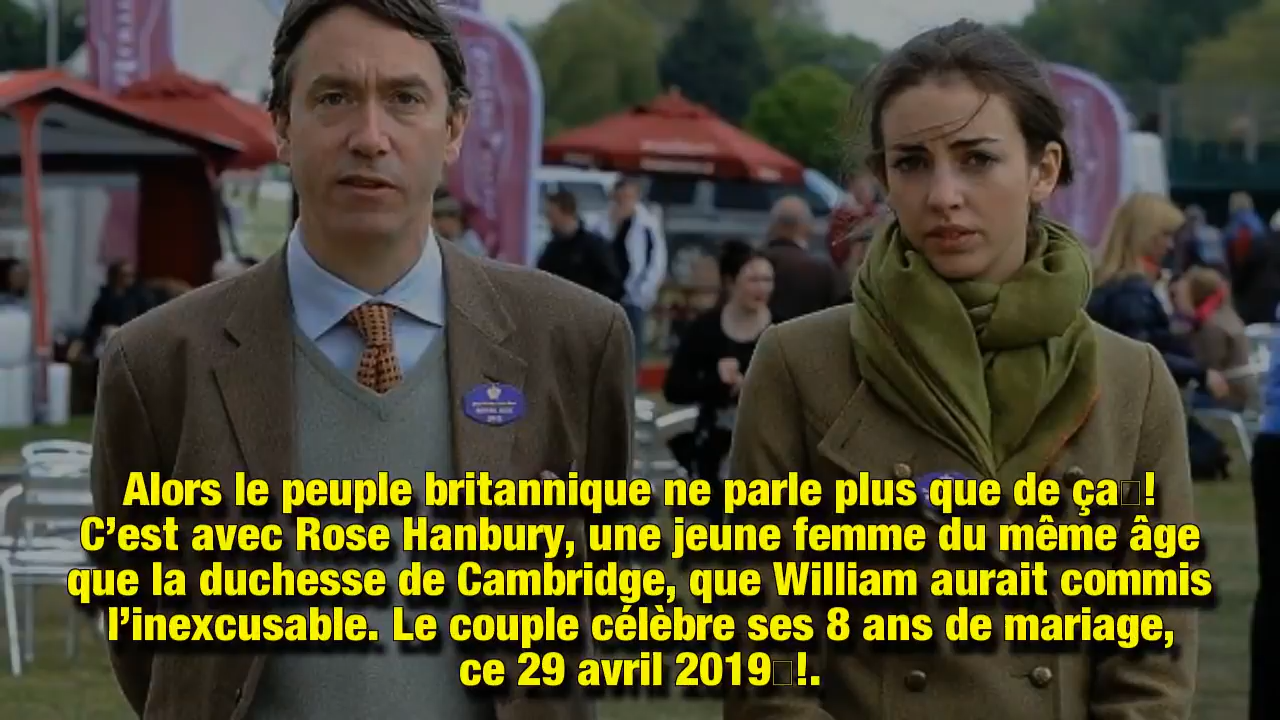 Alors le peuple britannique ne parle plus que de ça !
C’est avec Rose Hanbury, une jeune femme du même âge
que la duchesse de Cambridge, que William aurait commis
l’inexcusable. Le couple célèbre ses 8 ans de mariage,
ce 29 avril 2019 !.